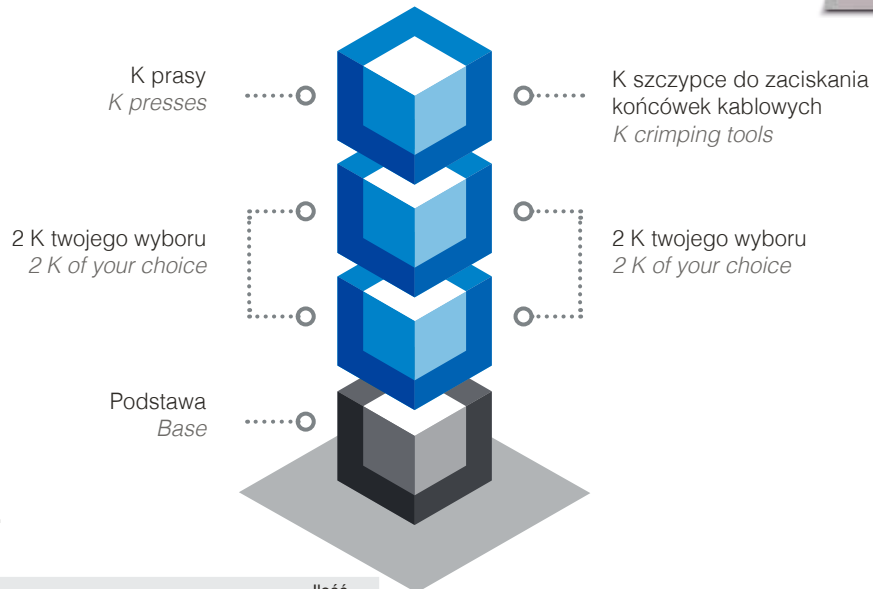 K prasy
K presses
K szczypce do zaciskania
końcówek kablowych
K crimping tools
2 K twojego wyboru
2 K of your choice
2 K twojego wyboru
2 K of your choice
Podstawa
Base
Ilość